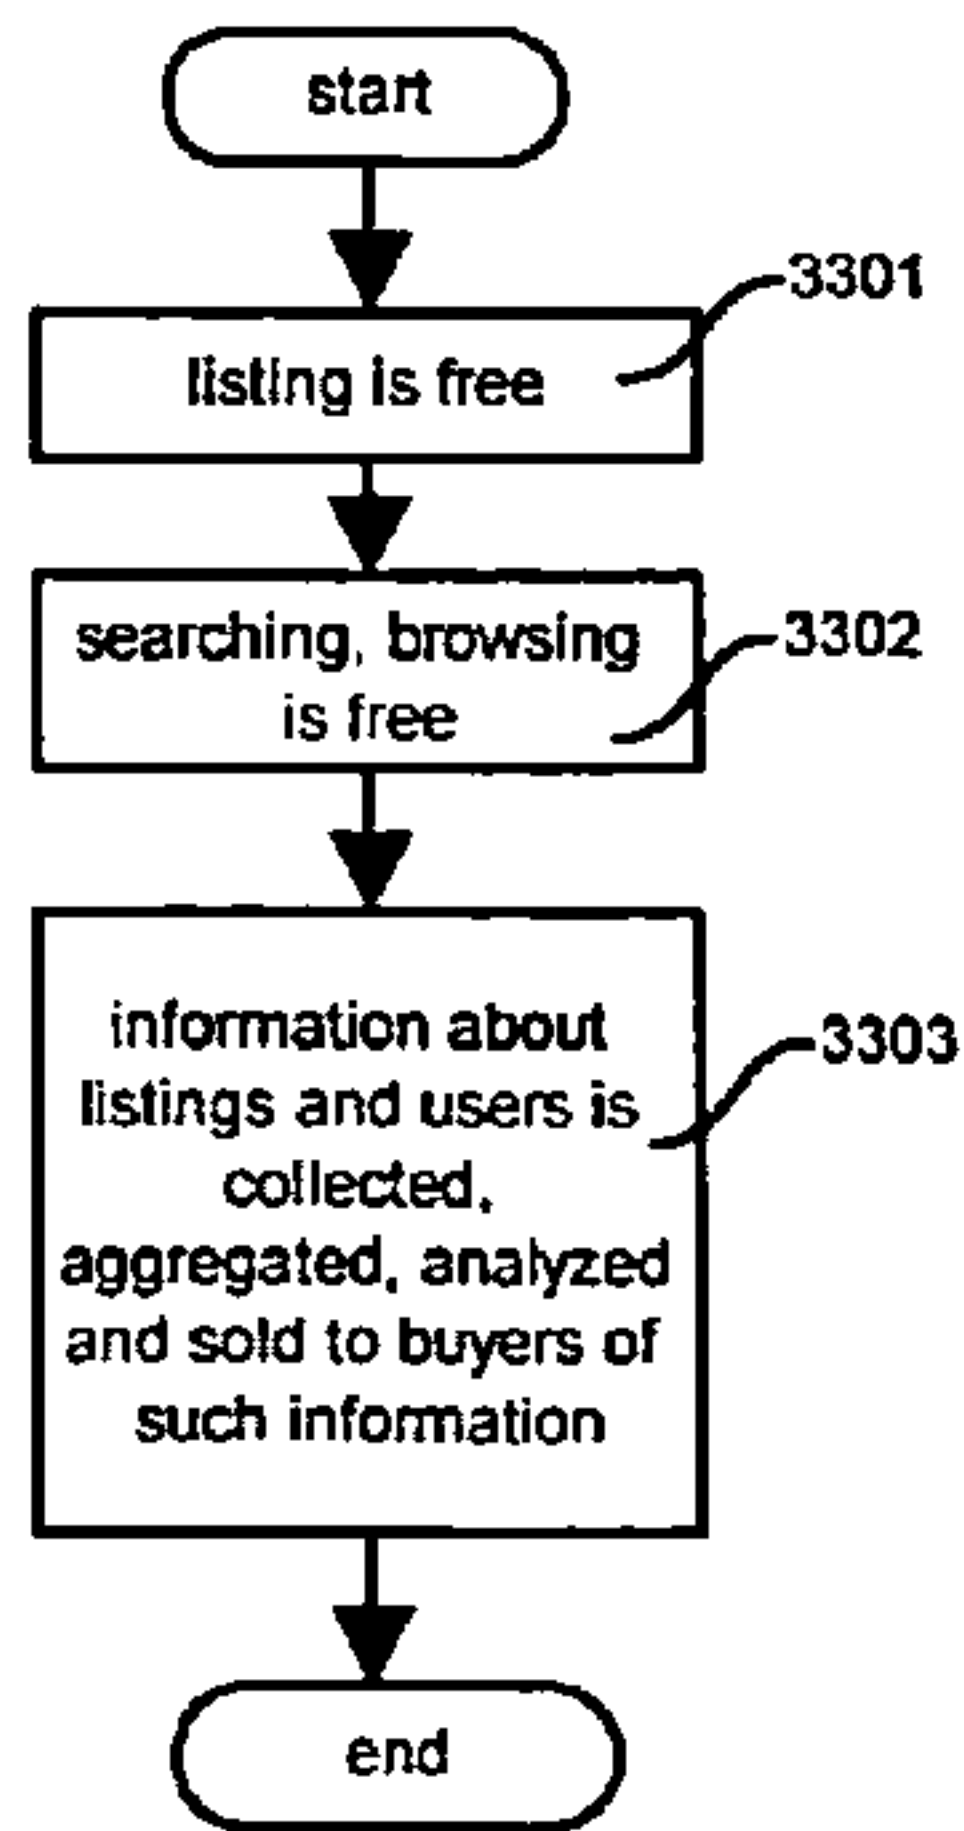 start
3301
listing is free
3302
searching, browsing
is free
3303
information about
listings and users is
collected,
aggregated, analyzed
and sold to buyers of
such information
end